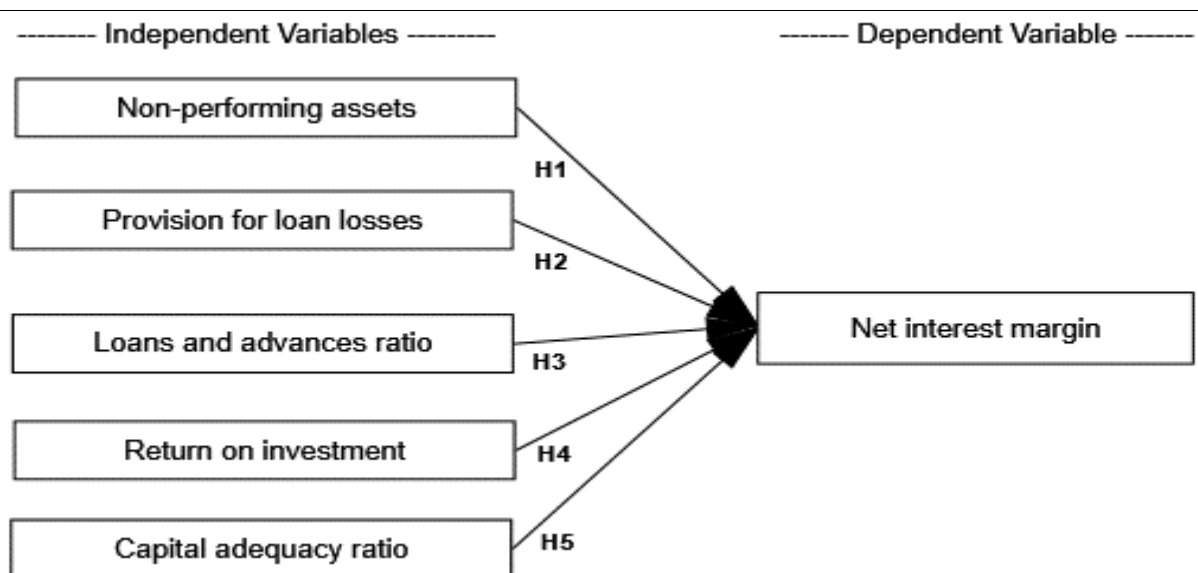 -------- Independent Variables ---------
------- Dependent Variable -------
Non-performing assets
H1
Provision for loan losses
H2
Loans and advances ratio
H3
Net interest margin
Return on investment
H4
Capital adequacy ratio
H5